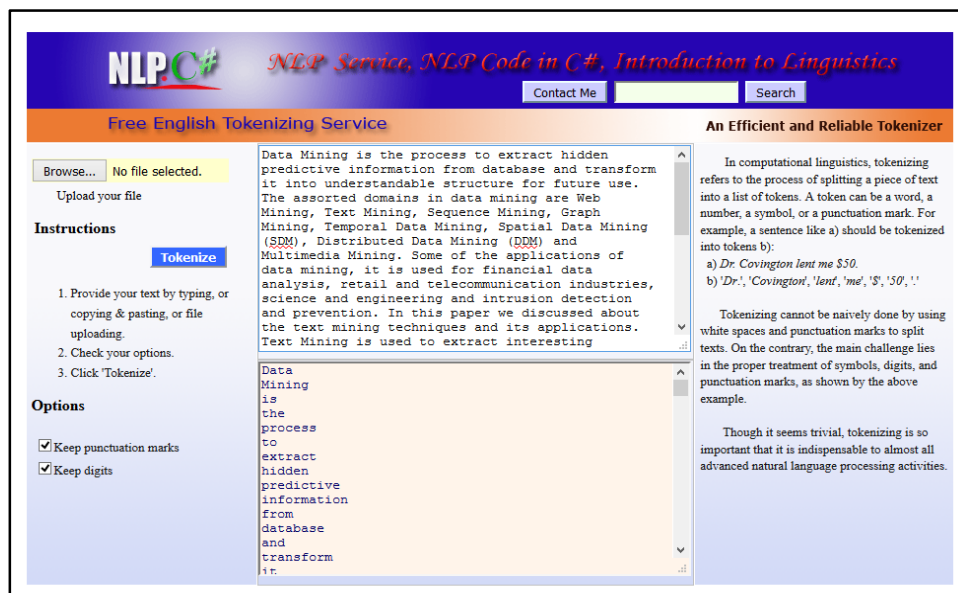 NLP.C#
NLP Service, NLP Code in C#, Introduction to Linguistics
Contact Me
Search
Free English Tokenizing Service
An Efficient and Reliable Tokenizer
Browse... No file selected.
Upload your file
Instructions
Tokenize
1. Provide your text by typing, or
copying & pasting, or file
uploading.
2. Check your options.
3. Click 'Tokenize'.
Options
Keep punctuation marks
Keep digits
Data Mining is the process to extract hidden
predictive information from database and transform
it into understandable structure for future use.
The assorted domains in data mining are Web
Mining, Text Mining, Sequence Mining, Graph
Mining, Temporal Data Mining, Spatial Data Mining
(SDM), Distributed Data Mining (DDM) and
Multimedia Mining. Some of the applications of
data mining, it is used for financial data
analysis, retail and telecommunication industries,
science and engineering and intrusion detection
and prevention. In this paper we discussed about
the text mining techniques and its applications.
Text Mining is used to extract interesting
Data
Mining
is
the
process
to
extract
hidden
predictive
information
from
database
and
transform
it
In computational linguistics, tokenizing
refers to the process of splitting a piece of text
into a list of tokens. A token can be a word, a
number, a symbol, or a punctuation mark. For
example, a sentence like a) should be tokenized
into tokens b):
a) Dr. Covington lent me $50.
b) 'Dr.', 'Covington', 'lent', 'me', '$', '50', '.'
Tokenizing cannot be naively done by using
white spaces and punctuation marks to split
texts. On the contrary, the main challenge lies
in the proper treatment of symbols, digits, and
punctuation marks, as shown by the above
example.
Though it seems trivial, tokenizing is so
important that it is indispensable to almost all
advanced natural language processing activities.